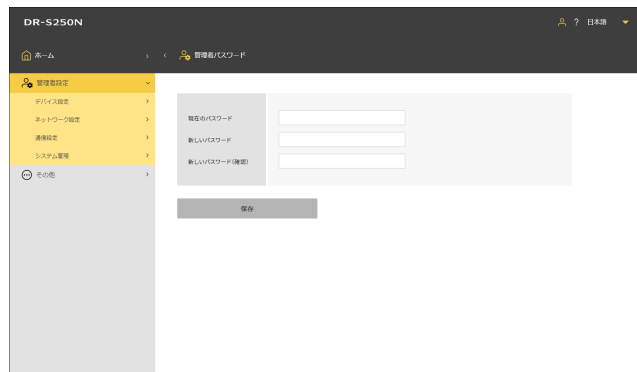 DR-S250N
? 日本語
ホーム
管理者パスワード
管理者設定
デバイス設定
ネットワーク設定
通信設定
システム管理
その他
現在のパスワード
新しいパスワード
新しいパスワード(確認)
保存